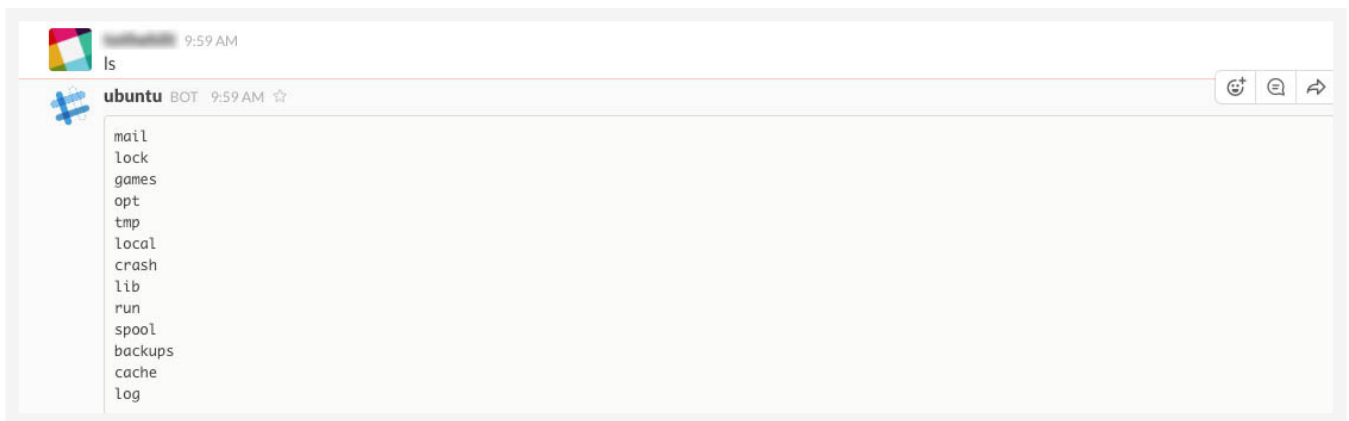 9:59 AM
ls
ubuntu BOT 9:59 AM
mail
lock
games
opt
tmp
local
crash
lib
run
spool
backups
cache
log